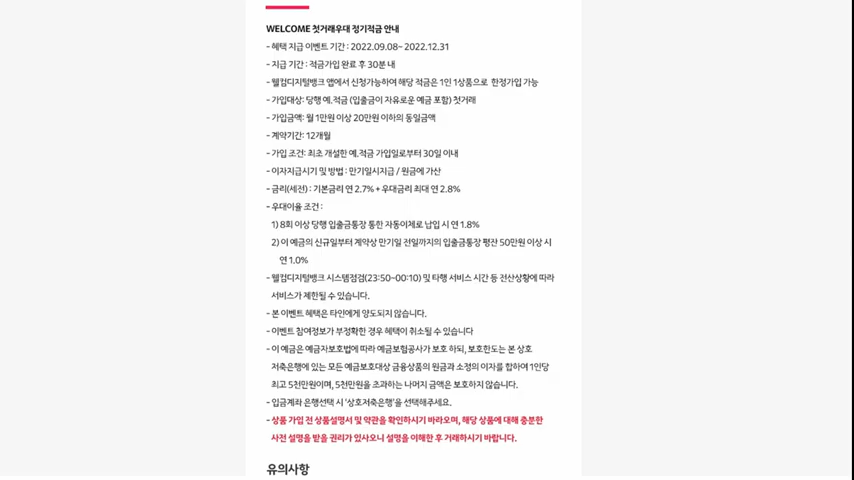 WELCOME 첫거래우대 정기적금 안내
- 혜택 지급 이벤트 기간 : 2022.09.08~ 2022.12.31
- 지급 기간 : 적금가입 완료 후 30분 내
- 웰컴디지털뱅크 앱에서 신청가능하며 해당 적금은 1인 1상품으로 한정가입 가능
- 가입대상: 당행 예.적금 (입출금이 자유로운 예금 포함) 첫거래
- 가입금액: 월 1만원 이상 20만원 이하의 동일금액
- 계약기간: 12개월
- 가입 조건: 최초 개설한 예.적금 가입일로부터 30일 이내
- 이자지급시기 및 방법 : 만기일시지급 / 원금에 가산
- 금리(세전) : 기본금리 연 2.7% + 우대금리 최대 연 2.8%
- 우대이율 조건 :
1) 8회 이상 당행 입출금통장 통한 자동이체로 납입 시 연 1.8%
2) 이 예금의 신규일부터 계약상 만기일 전일까지의 입출금통장 평잔 50만원 이상 시
연 1.0%
- 웰컴디지털뱅크 시스템점검(23:50~00:10) 및 타행 서비스 시간 등 전산상황에 따라
서비스가 제한될 수 있습니다.
- 본 이벤트 혜택은 타인에게 양도되지 않습니다.
- 이벤트 참여정보가 부정확한 경우 혜택이 취소될 수 있습니다
- 이 예금은 예금자보호법에 따라 예금보험공사가 보호 하되, 보호한도는 본 상호
저축은행에 있는 모든 예금보호대상 금융상품의 원금과 소정의 이자를 합하여 1인당
최고 5천만원이며, 5천만원을 초과하는 나머지 금액은 보호하지 않습니다.
- 입금계좌 은행선택 시 '상호저축은행'을 선택해주세요.
- 상품 가입 전 상품설명서 및 약관을 확인하시기 바라오며, 해당 상품에 대해 충분한
사전 설명을 받을 권리가 있사오니 설명을 이해한 후 거래하시기 바랍니다.
유의사항